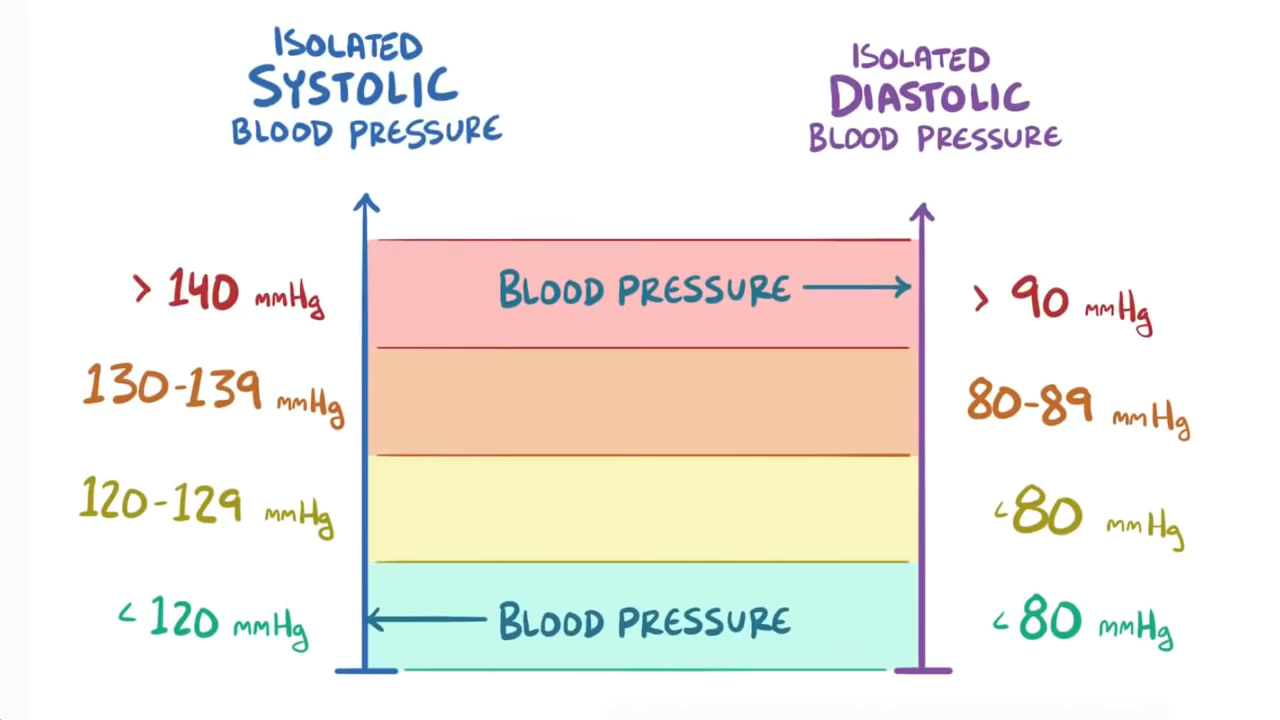 ISOLATED
SYSTOLIC
BLOOD PRESSURE
ISOLATED
DIASTOLIC
BLOOD PRESSURE
> 140 mmHg
BLOOD PRESSURE
> 90 mmHg
130-139 mmHg
80-89 mmHg
120-129 mmHg
<80 mmHg
< 120 mmHg
BLOOD PRESSURE
<80 mmHg